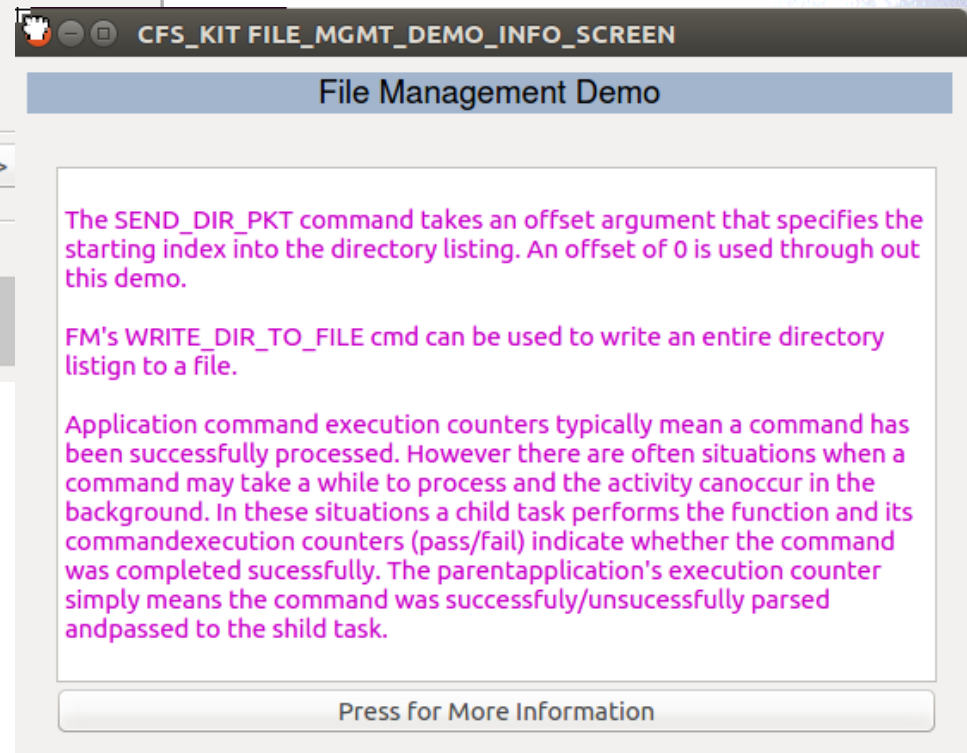 CFS_KIT FILE_MGMT_DEMO_INFO_SCREEN
File Management Demo
>
The SEND_DIR_PKT command takes an offset argument that specifies the
starting index into the directory listing. An offset of 0 is used through out
this demo.
FM's WRITE_DIR_TO_FILE cmd can be used to write an entire directory
listign to a file.
Application command execution counters typically mean a command has
been successfully processed. However there are often situations when a
command may take a while to process and the activity canoccur in the
background. In these situations a child task performs the function and its
commandexecution counters (pass/fail) indicate whether the command
was completed sucessfully. The parentapplication's execution counter
simply means the command was successfuly/unsucessfully parsed
andpassed to the shild task.
Press for More Information